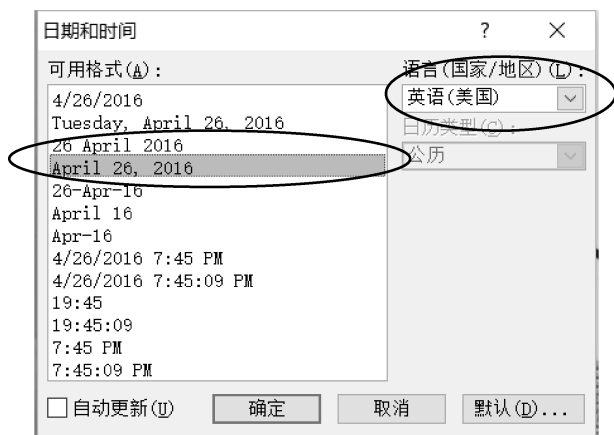 日期和时间 ? ×
可用格式(A): 语言(国家/地区)(L):
4/26/2016 英语(美国)
Tuesday, April 26, 2016 日历类型(C):
26 April 2016 公历
April 26, 2016
26-Apr-16
April 16
Apr-16
4/26/2016 7:45 PM
4/26/2016 7:45:09 PM
19:45
19:45:09
7:45 PM
7:45:09 PM
自动更新(U) 确定 取消 默认(D)...